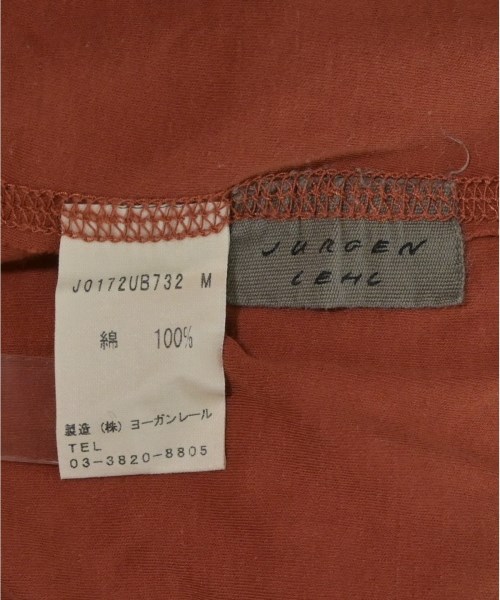 J0172UB732 M
綿 100%
製造 (株) ヨーガンレール
TEL
03-3820-8805
JURGEN
LEHL